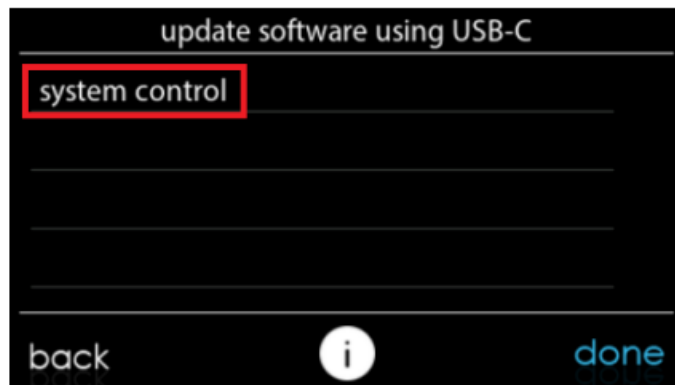 update software using USB-C
system control
back
i
done